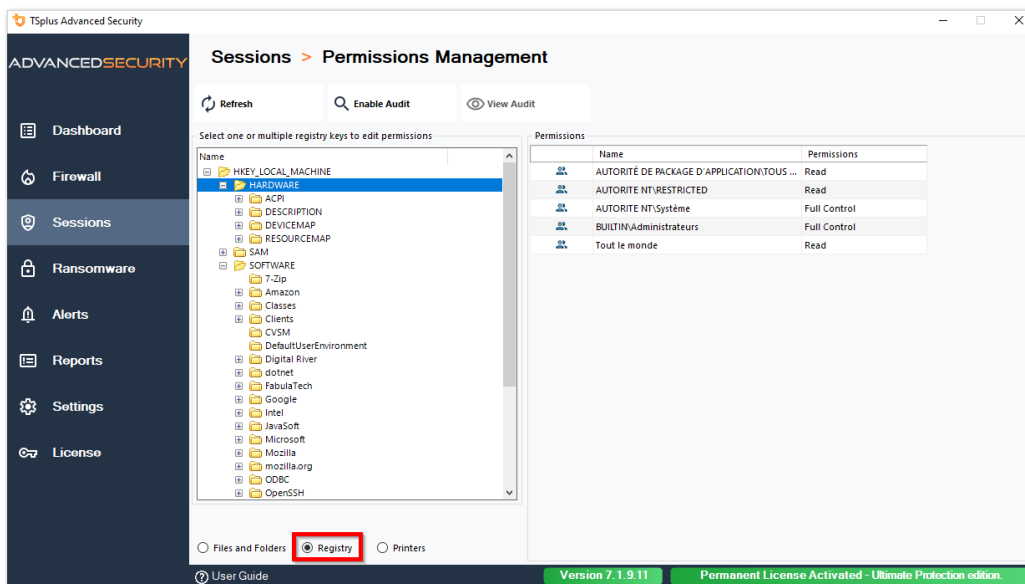 TSplus Advanced Security
ADVANCEDSECURITY
Dashboard
Firewall
Sessions
Ransomware
Alerts
Reports
Settings
License
Sessions > Permissions Management
Refresh
Enable Audit
View Audit
Select one or multiple registry keys to edit permissions
Name
HKEY_LOCAL_MACHINE
HARDWARE
ACPI
DESCRIPTION
DEVICEMAP
RESOURCEMAP
SAM
SOFTWARE
7-Zip
Amazon
Classes
Clients
CVSM
DefaultUserEnvironment
Digital River
dotnet
FabulaTech
Google
Intel
JavaSoft
Microsoft
Mozilla
mozilla.org
ODBC
OpenSSH
Files and Folders
Registry
Printers
Permissions
Name Permissions
AUTORITÉ DE PACKAGE D'APPLICATION\TOUS ... Read
AUTORITE NT\RESTRICTED Read
AUTORITE NT\Système Full Control
BUILTIN\Administrateurs Full Control
Tout le monde Read
User Guide
Version 7.1.9.11
Permanent License Activated - Ultimate Protection edition.